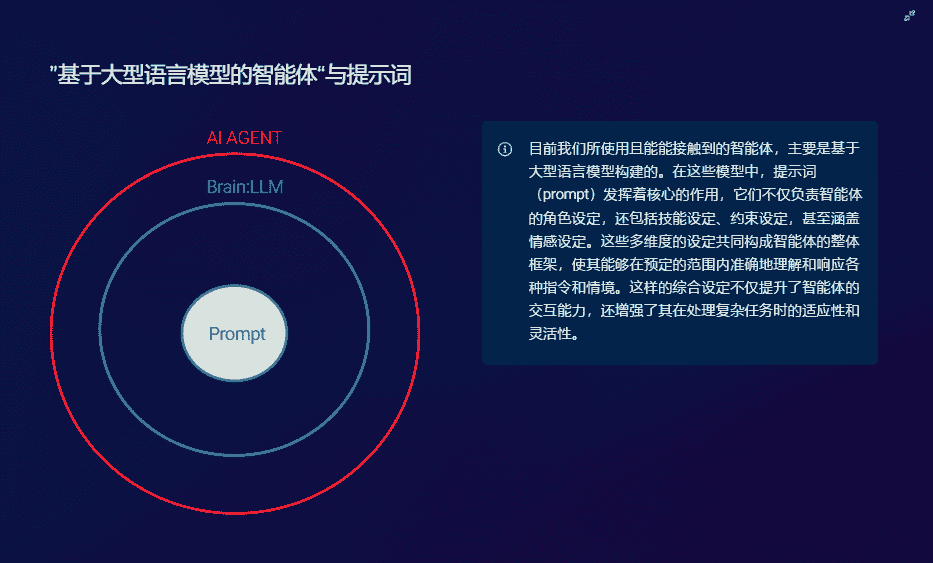 ”基于大型语言模型的智能体“与提示词
AI AGENT
Brain:LLM
Prompt
目前我们所使用且能能接触到的智能体，主要是基于
大型语言模型构建的。在这些模型中，提示词
（prompt）发挥着核心的作用，它们不仅负责智能体
的角色设定，还包括技能设定、约束设定，甚至涵盖
情感设定。这些多维度的设定共同构成智能体的整体
框架，使其能够在预定的范围内准确地理解和响应各
种指令和情境。这样的综合设定不仅提升了智能体的
交互能力，还增强了其在处理复杂任务时的适应性和
灵活性。